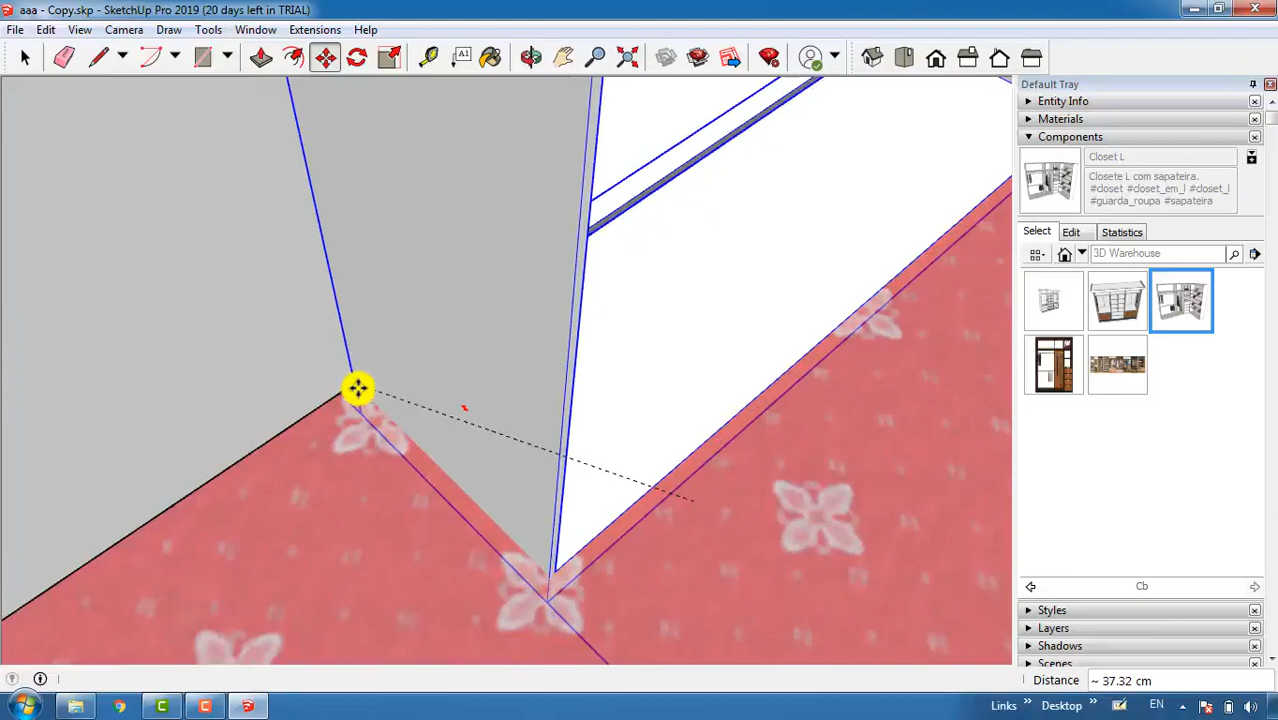 aaa - Copy.skp - SketchUp Pro 2019 (20 days left in TRIAL)
File Edit View Camera Draw Tools Window Extensions Help
A1
Default Tray
Entity Info
Materials
Components
Closet L
Closete L com sapateira.
#closet #closet_em_l #closet_l
#guarda_roupa #sapateira
Select Edit Statistics
3D Warehouse
Cb
Styles
Layers
Shadows
Scenes
Distance ~ 37.32 cm
Links » Desktop » EN